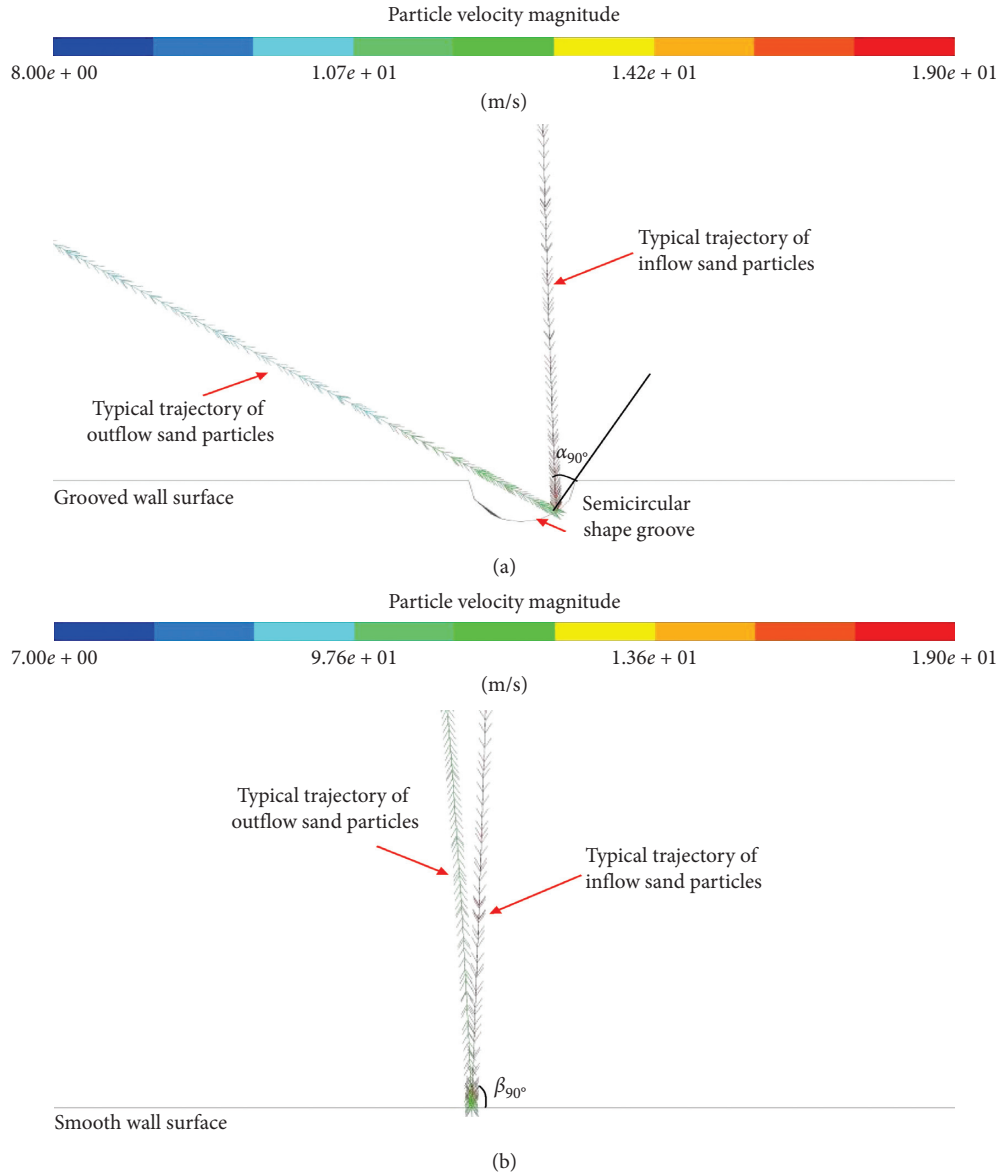 Particle velocity magnitude
8.00e + 00 1.07e + 01 1.42e + 01 1.90e + 01
(m/s)
Typical trajectory of
inflow sand particles
Typical trajectory of
outflow sand particles
α90°
Grooved wall surface
Semicircular
shape groove
(a)
Particle velocity magnitude
7.00e + 00 9.76e + 01 1.36e + 01 1.90e + 01
(m/s)
Typical trajectory of
outflow sand particles
Typical trajectory of
inflow sand particles
β90°
Smooth wall surface
(b)